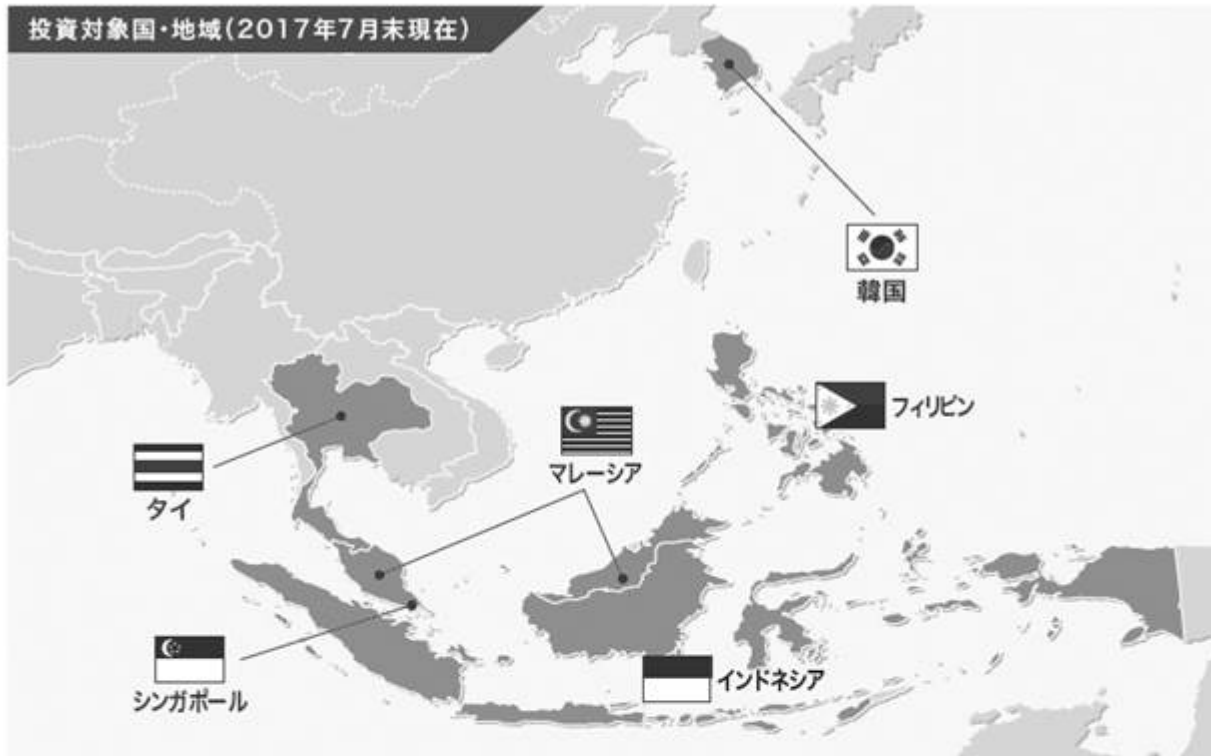 投資対象国・地域(2017年7月末現在)
韓国
フィリピン
マレーシア
タイ
シンガポール
インドネシア